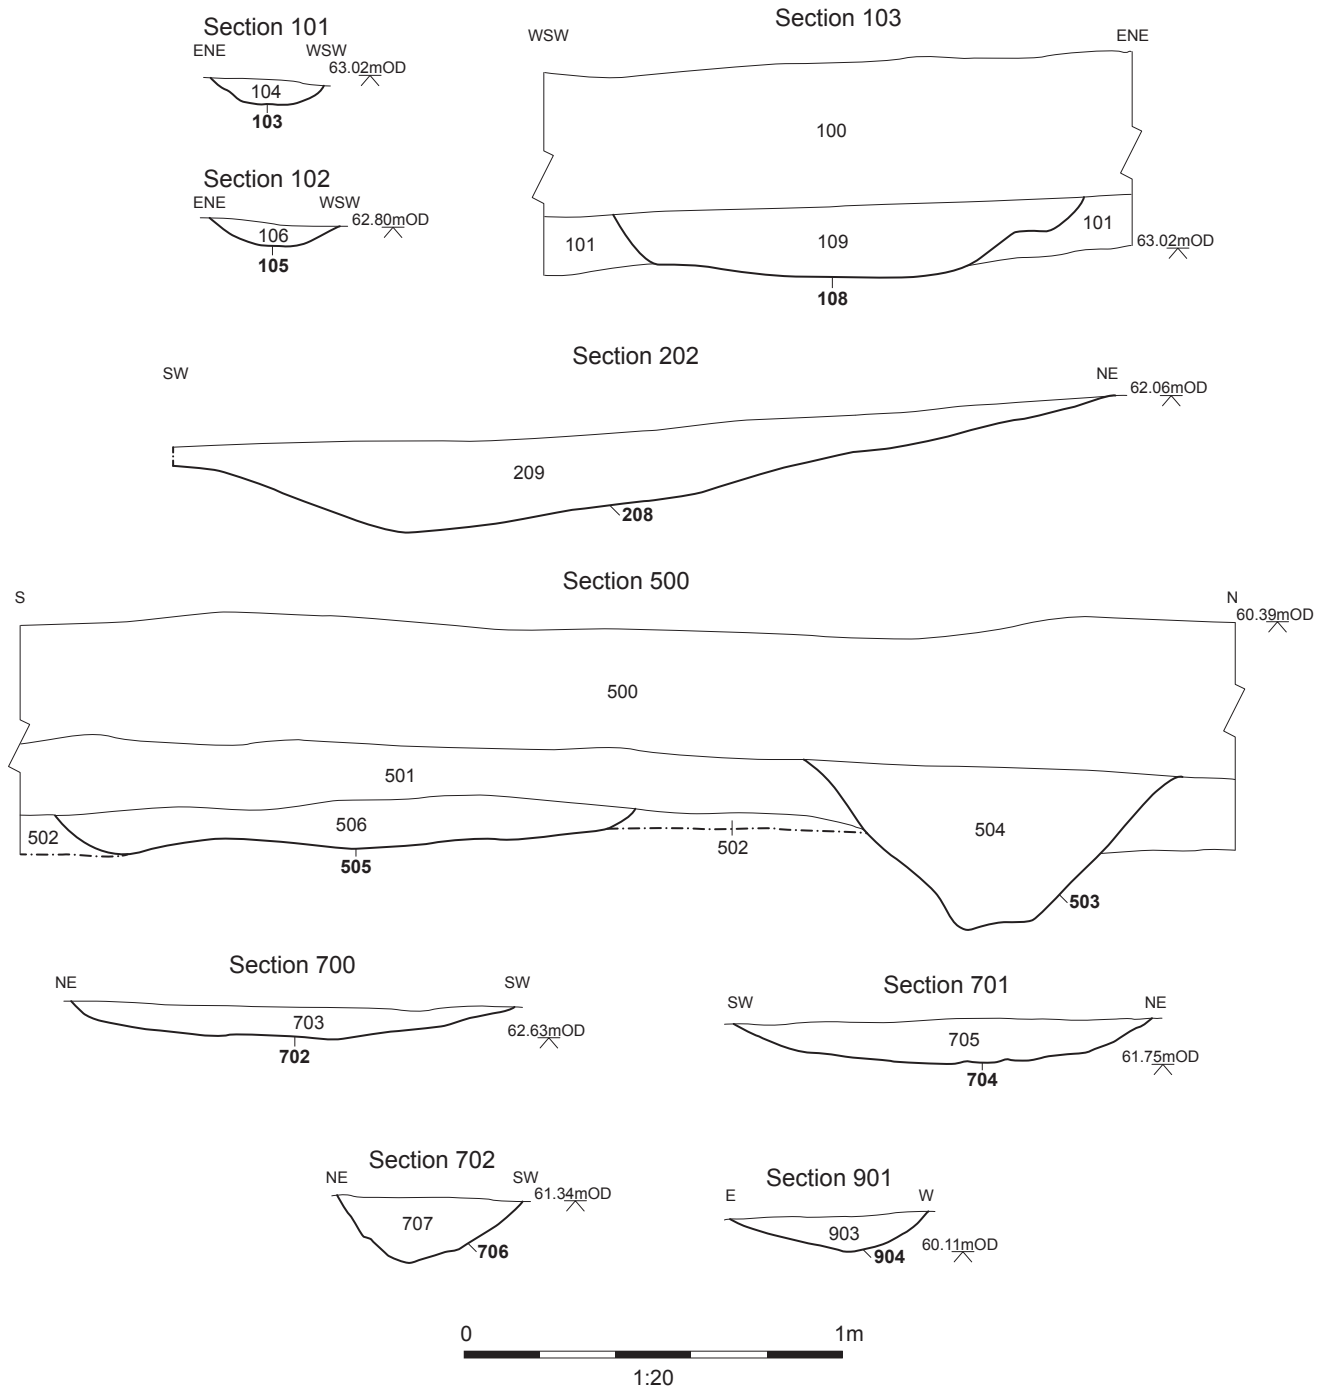 Section 101
ENE WSW
63.02mOD
104
103
Section 103
WSW ENE
100
101 109 101
63.02mOD
108
Section 102
ENE WSW
62.80mOD
106
105
Section 202
SW NE
62.06mOD
209
208
Section 500
S N
60.39mOD
500
501
502 506 502 504
505
503
Section 700
NE SW
703
62.63mOD
702
Section 701
SW NE
705
61.75mOD
704
Section 702
NE SW
61.34mOD
707
706
Section 901
E W
903
904
60.11mOD
0 1m
1:20